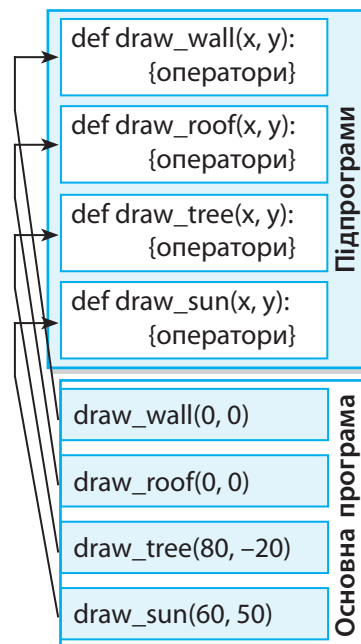 def draw_wall(x, y):
{оператори}
def draw_roof(x, y):
{оператори}
def draw_tree(x, y):
{оператори}
def draw_sun(x, y):
{оператори}
Підпрограми
draw_wall(0, 0)
draw_roof(0, 0)
draw_tree(80, –20)
draw_sun(60, 50)
Основна програма